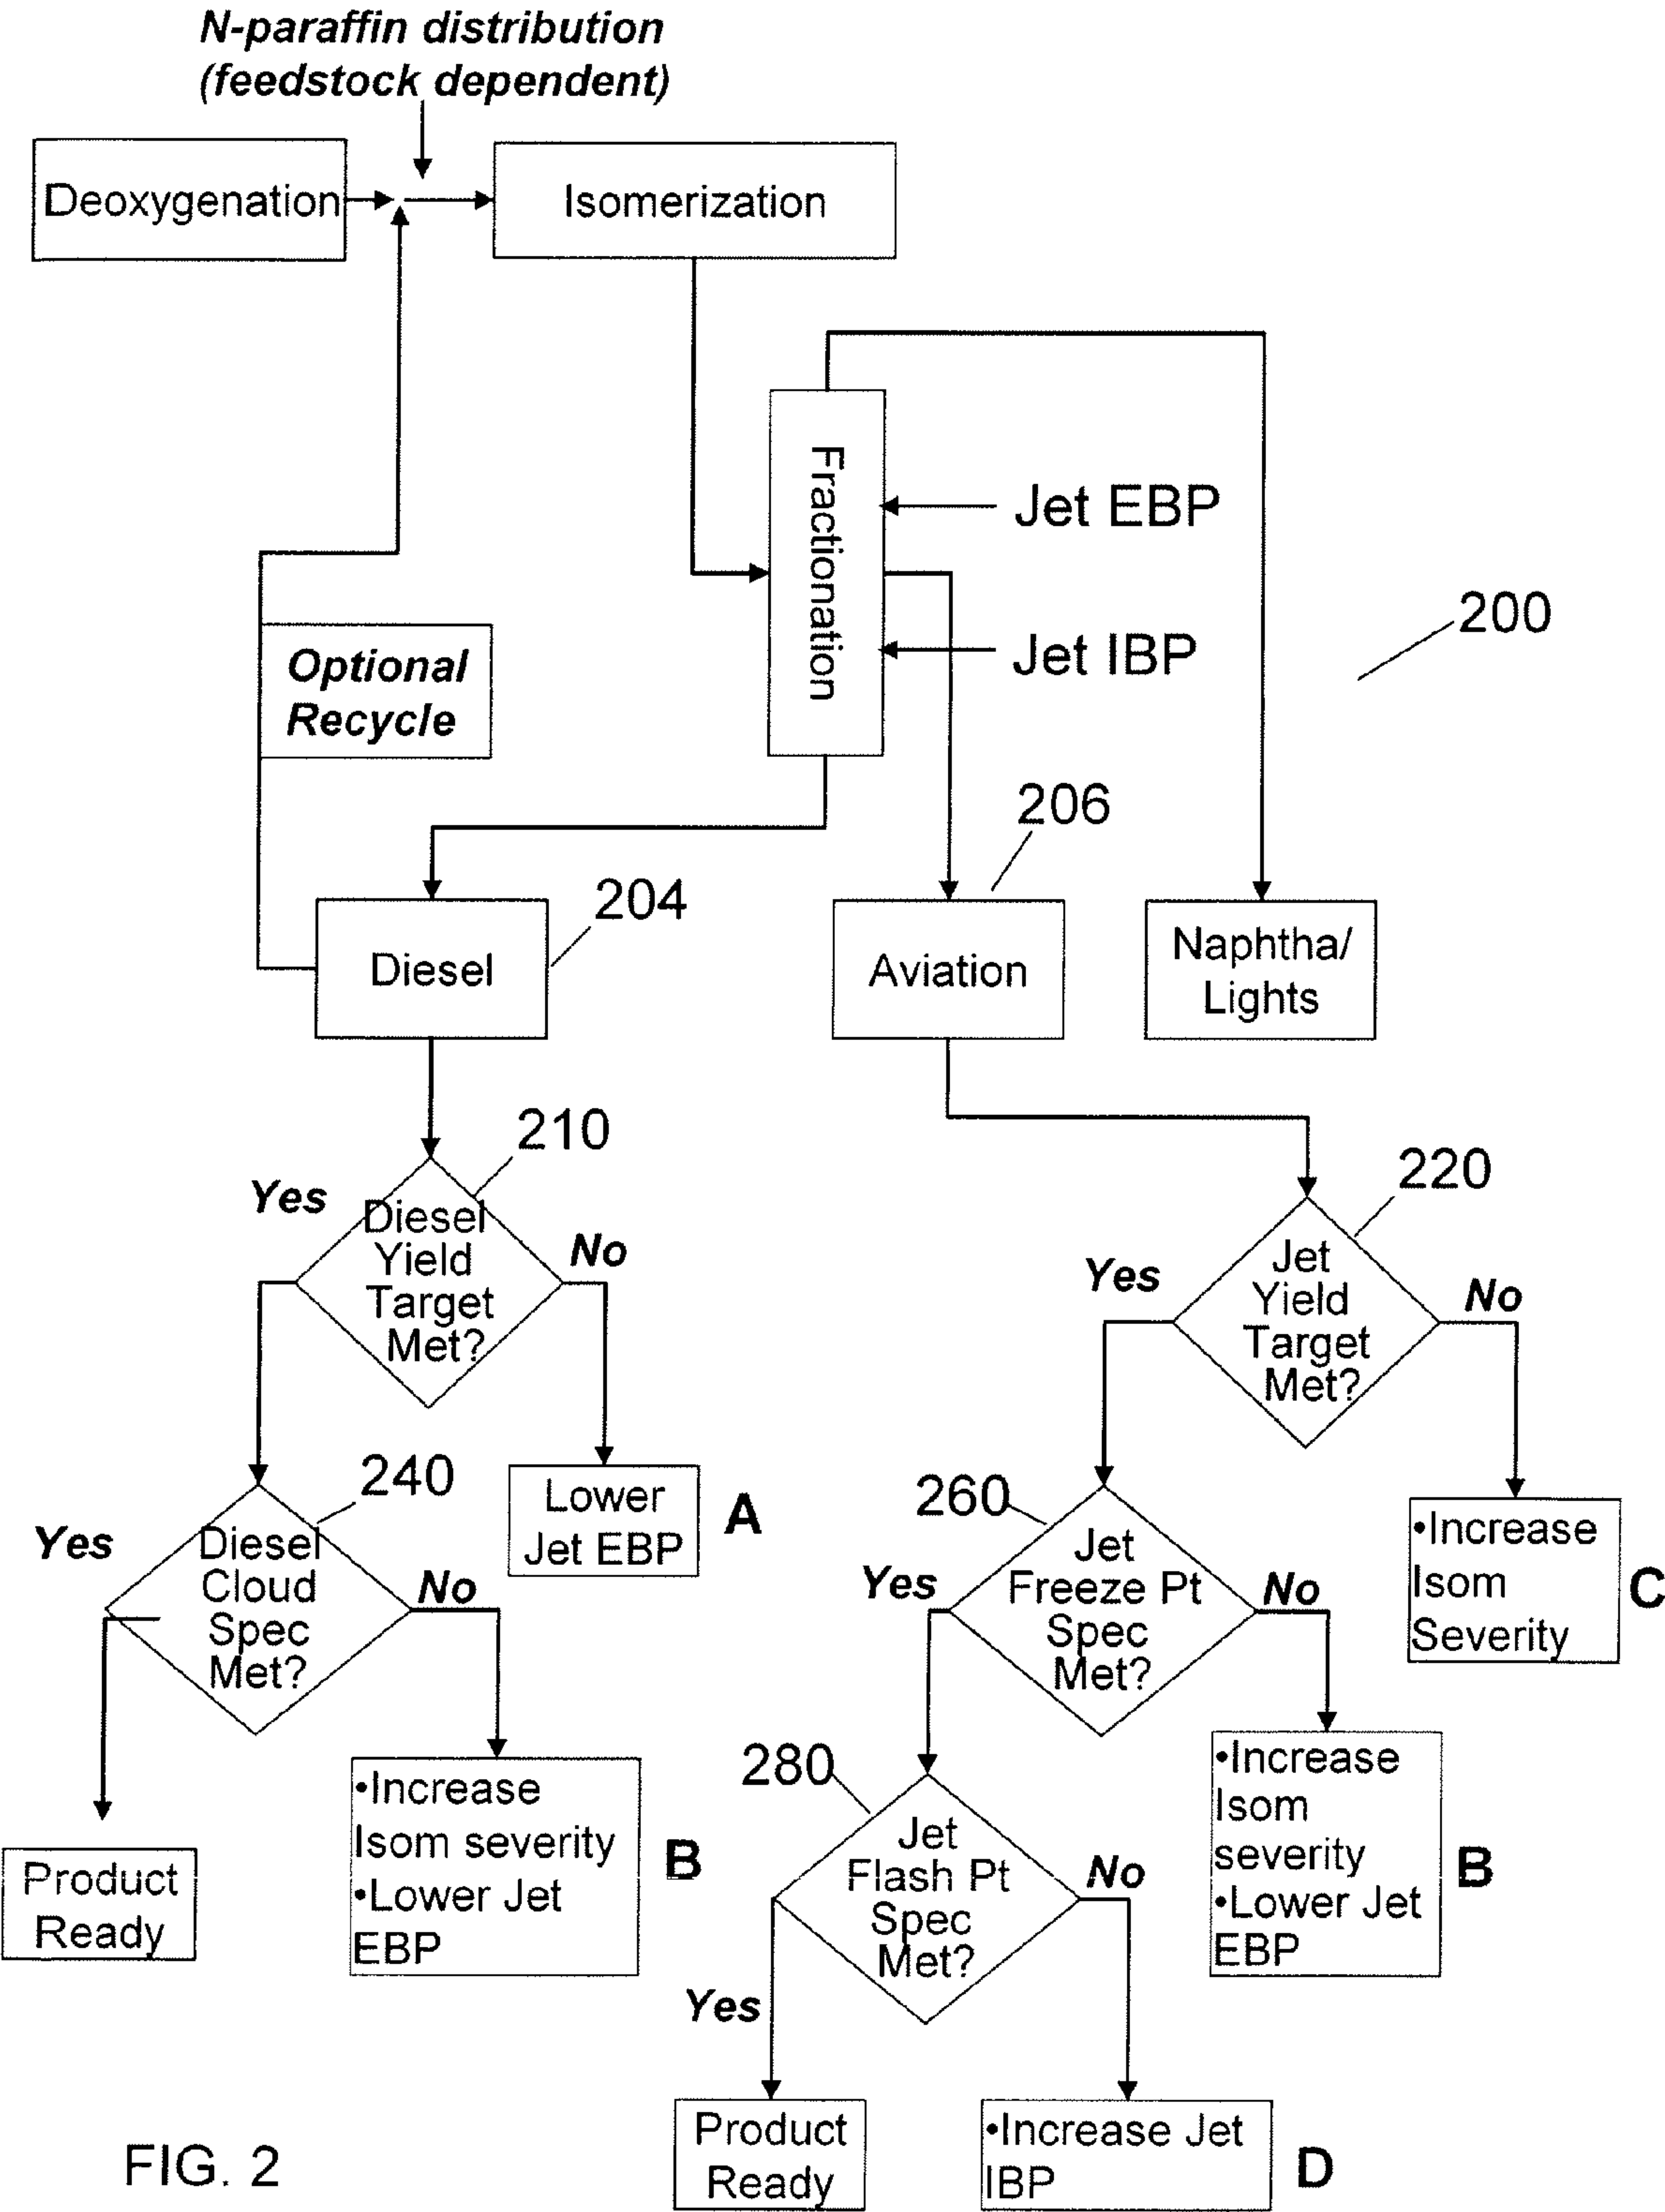 N-paraffin distribution
(feedstock dependent)
Deoxygenation
Isomerization
Fractionation
Jet EBP
Jet IBP
200
Optional
Recycle
206
204
Diesel
Aviation
Naphtha/
Lights
210
Yes
Diesel
Yield
Target
Met?
No
220
Yes
Jet
Yield
Target
Met?
No
240
Yes
Diesel
Cloud
Spec
Met?
No
Lower
Jet EBP
A
260
Yes
Jet
Freeze Pt
Spec
Met?
No
•Increase
Isom
Severity
C
Product
Ready
•Increase
Isom severity
•Lower Jet
EBP
B
280
Jet
Flash Pt
Spec
Met?
No
Yes
•Increase
Isom
severity
•Lower Jet
EBP
B
Product
Ready
•Increase Jet
IBP
D
FIG. 2